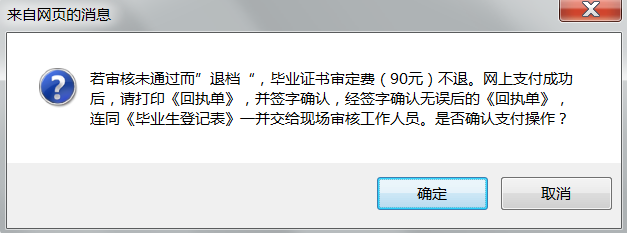 来自网页的消息
若审核未通过而”退档“，毕业证书审定费（90元）不退。网上支付成功
后，请打印《回执单》，并签字确认，经签字确认无误后的《回执单》，
连同《毕业生登记表》一并交给现场审核工作人员。是否确认支付操作？
确定
取消